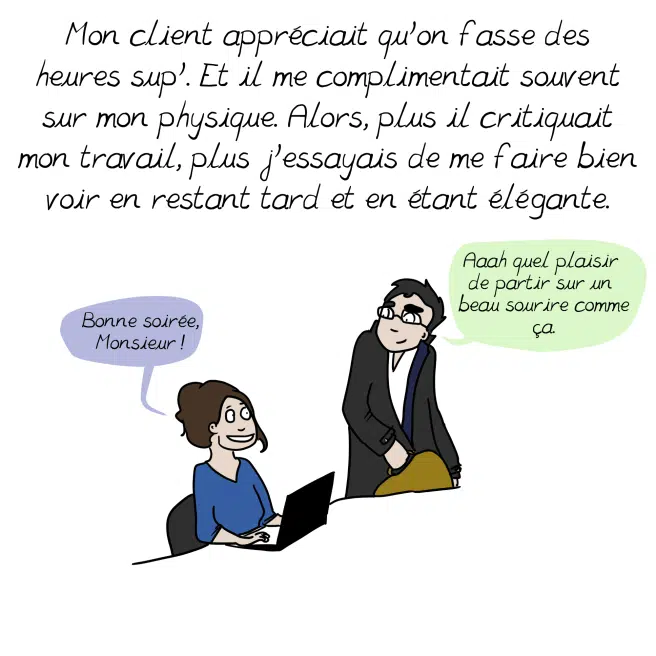 Mon client appréciait qu'on fasse des
heures sup'. Et il me complimentait souvent
sur mon physique. Alors, plus il critiquait
mon travail, plus j'essayais de me faire bien
voir en restant tard et en étant élégante.
Aaah quel plaisir
de partir sur un
beau sourire comme
ça.
Bonne soirée,
Monsieur !